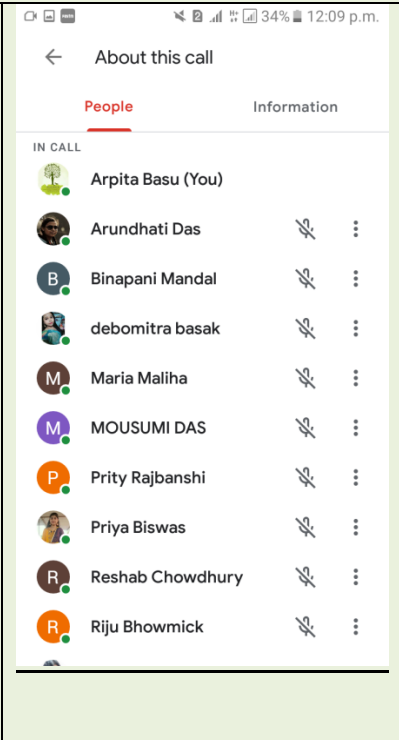 34% 12:09 p.m.
About this call
People Information
IN CALL
Arpita Basu (You)
Arundhati Das
B Binapani Mandal
debomitra basak
M Maria Maliha
M MOUSUMI DAS
P Prity Rajbanshi
Priya Biswas
R Reshab Chowdhury
R Riju Bhowmick